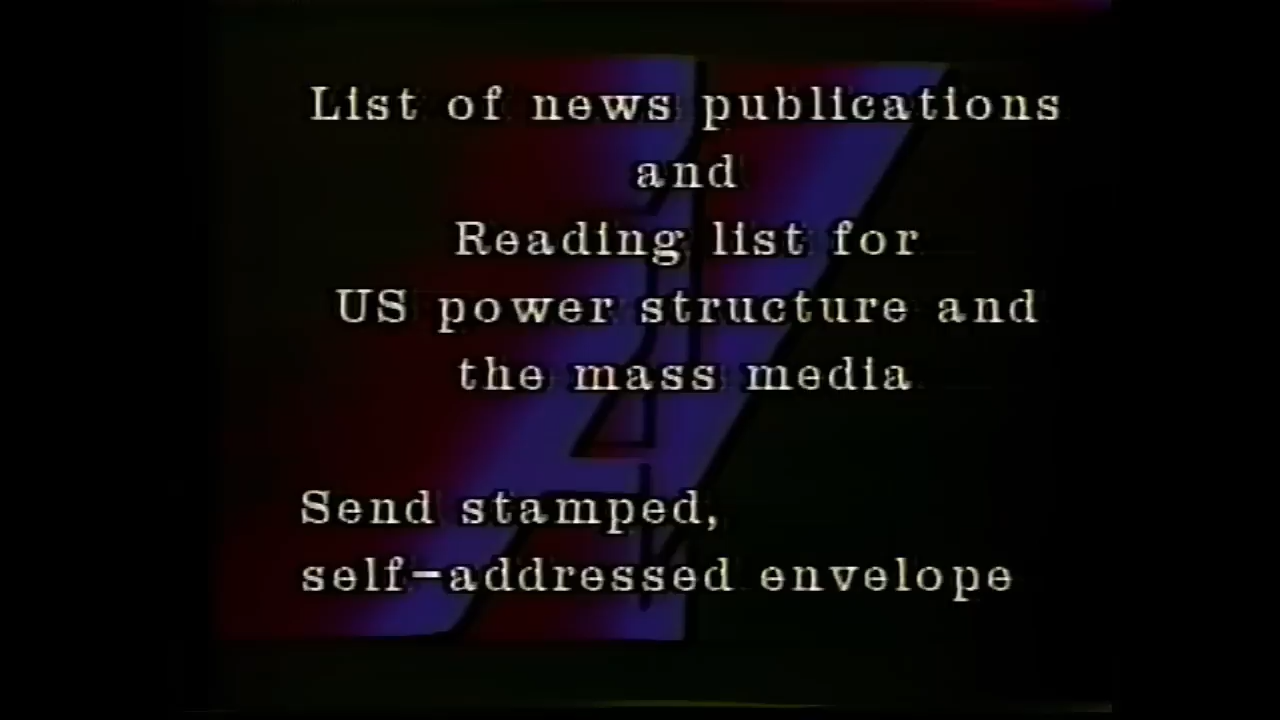 List of news publications
and
Reading list for
US power structure and
the mass media
Send stamped,
self-addressed envelope